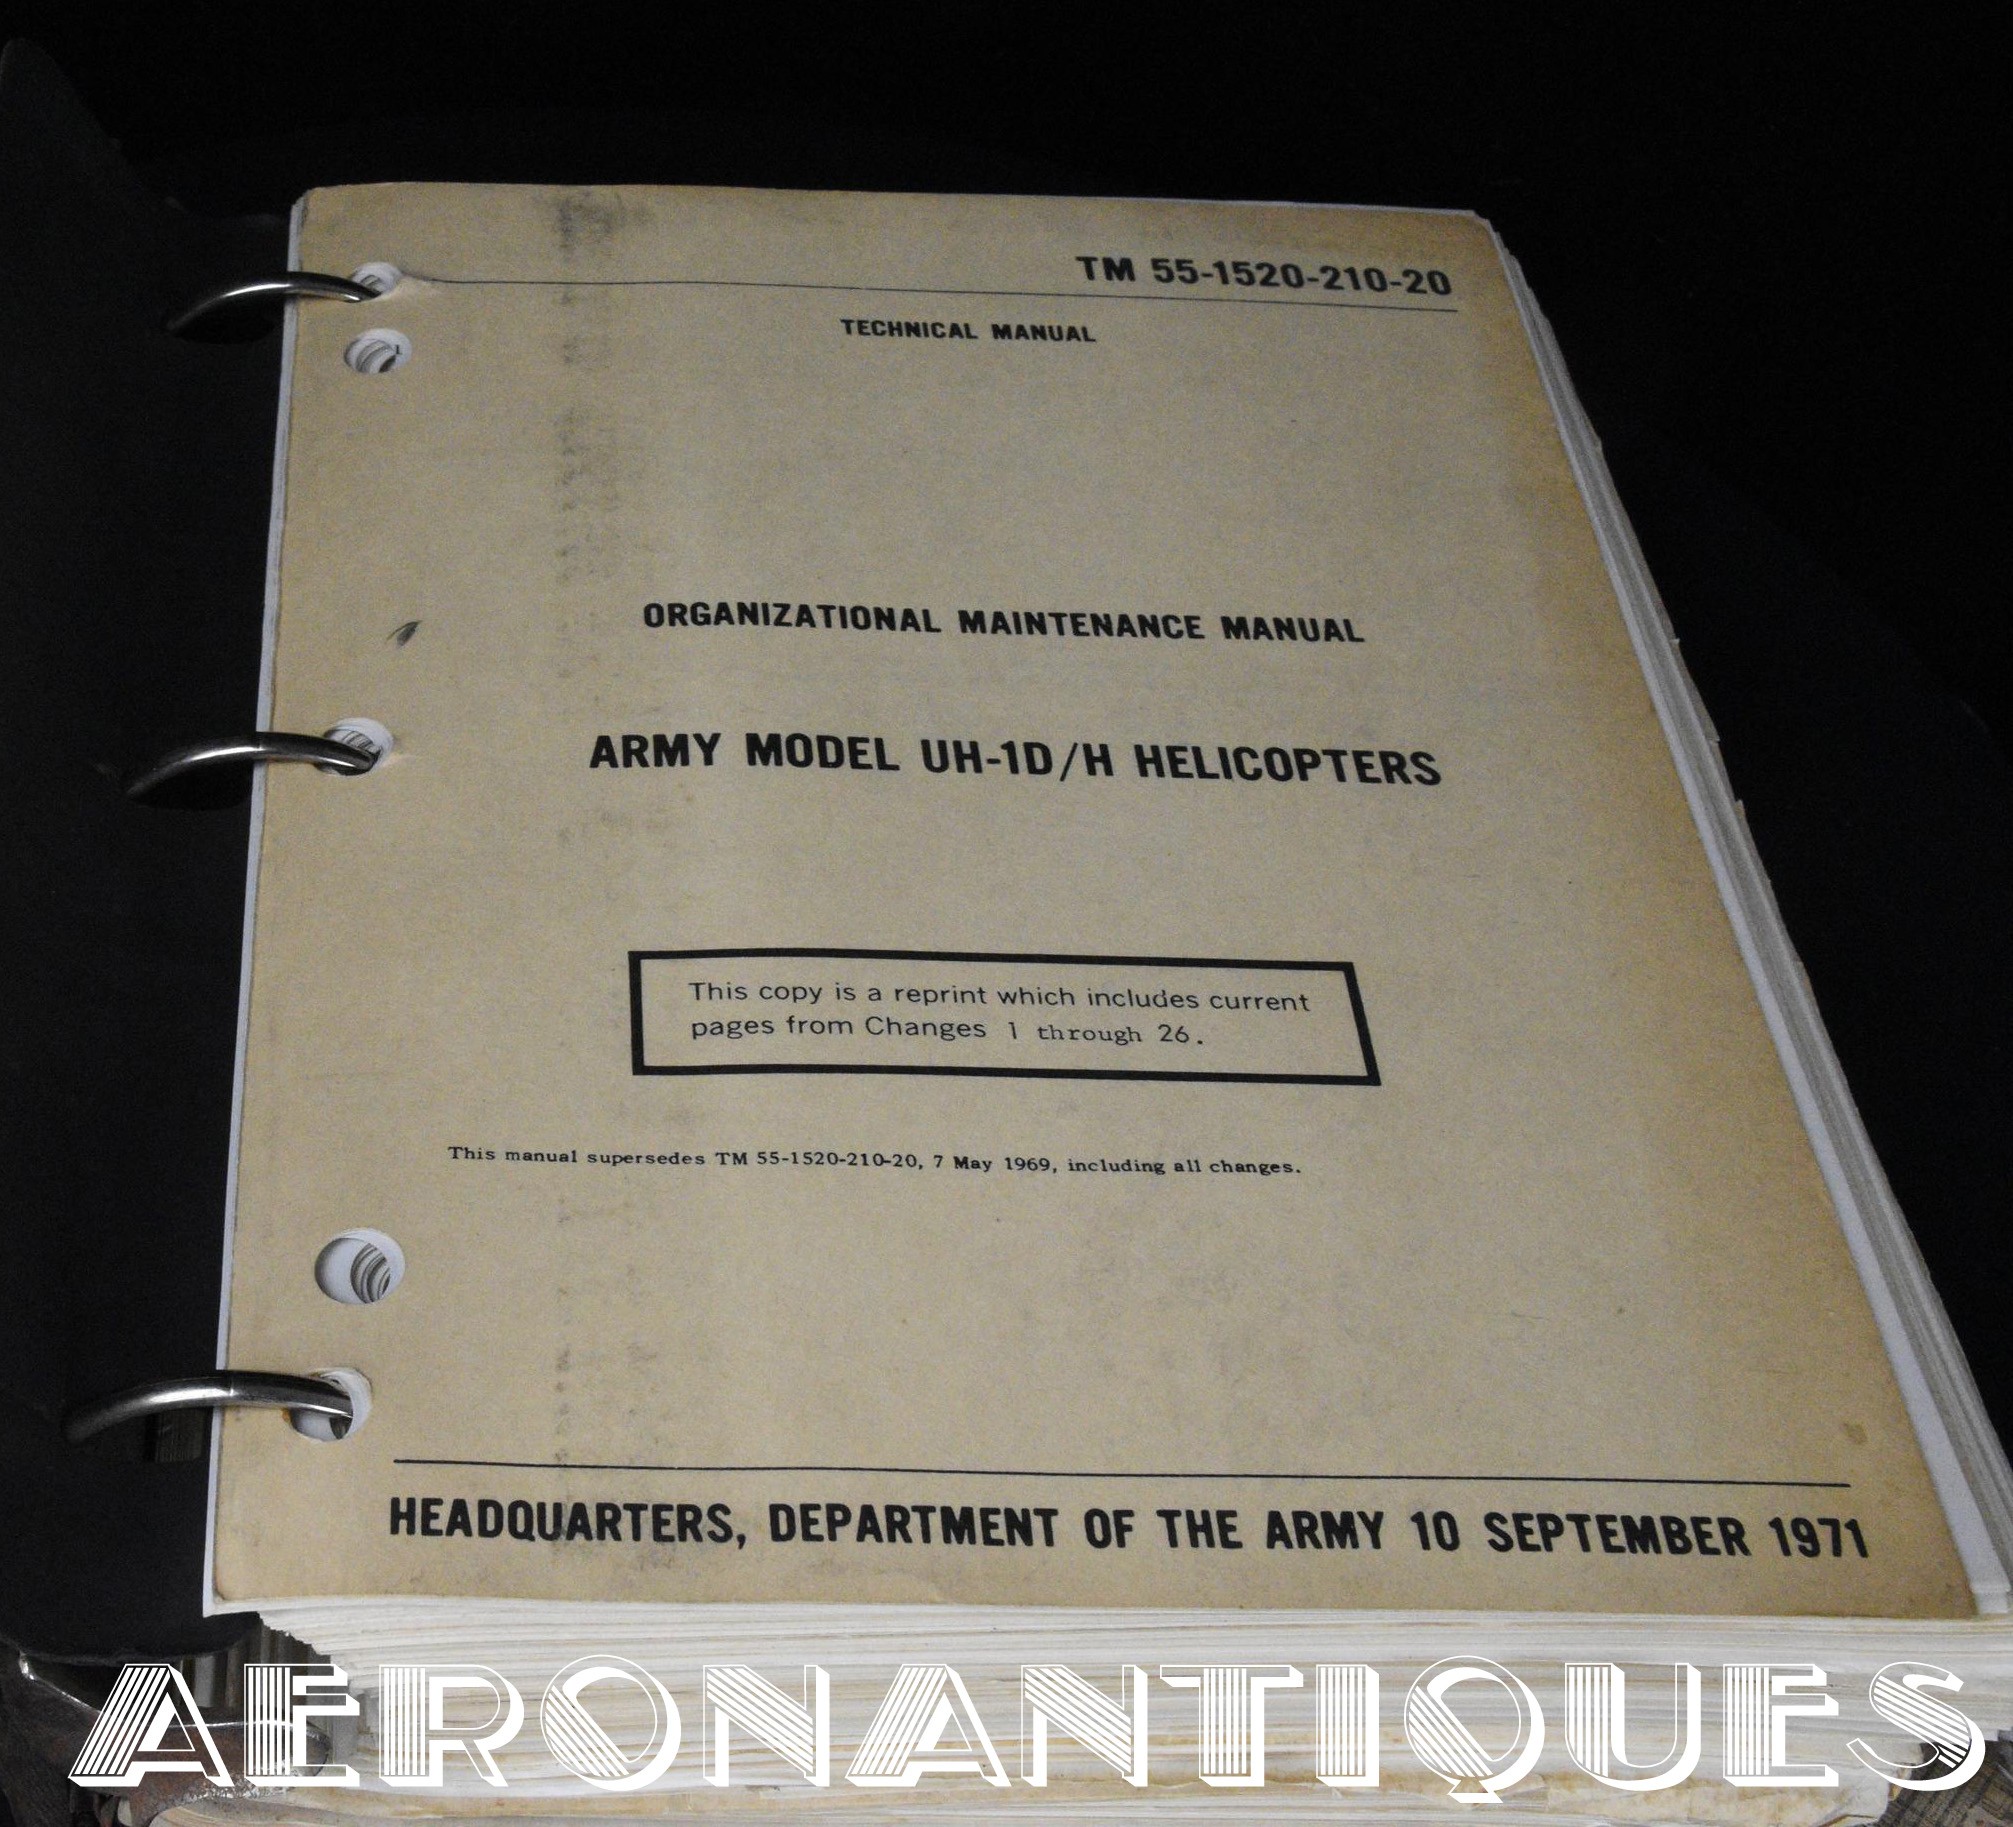 TM 55-1520-210-20
TECHNICAL MANUAL
ORGANIZATIONAL MAINTENANCE MANUAL
ARMY MODEL UH-1D/H HELICOPTERS
This copy is a reprint which includes current
pages from Changes 1 through 26.
This manual supersedes TM 55-1520-210-20, 7 May 1969, including all changes.
HEADQUARTERS, DEPARTMENT OF THE ARMY 10 SEPTEMBER 1971
AERONANTIQUES